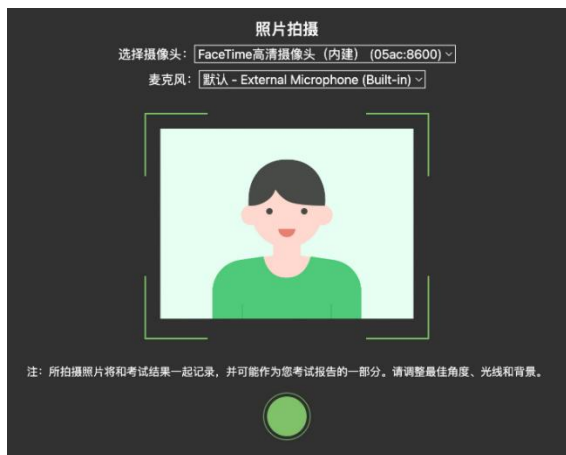 照片拍摄
选择摄像头： FaceTime高清摄像头（内建） (05ac:8600)
麦克风： 默认 - External Microphone (Built-in)
注：所拍摄照片将和考试结果一起记录，并可能作为您考试报告的一部分。请调整最佳角度、光线和背景。